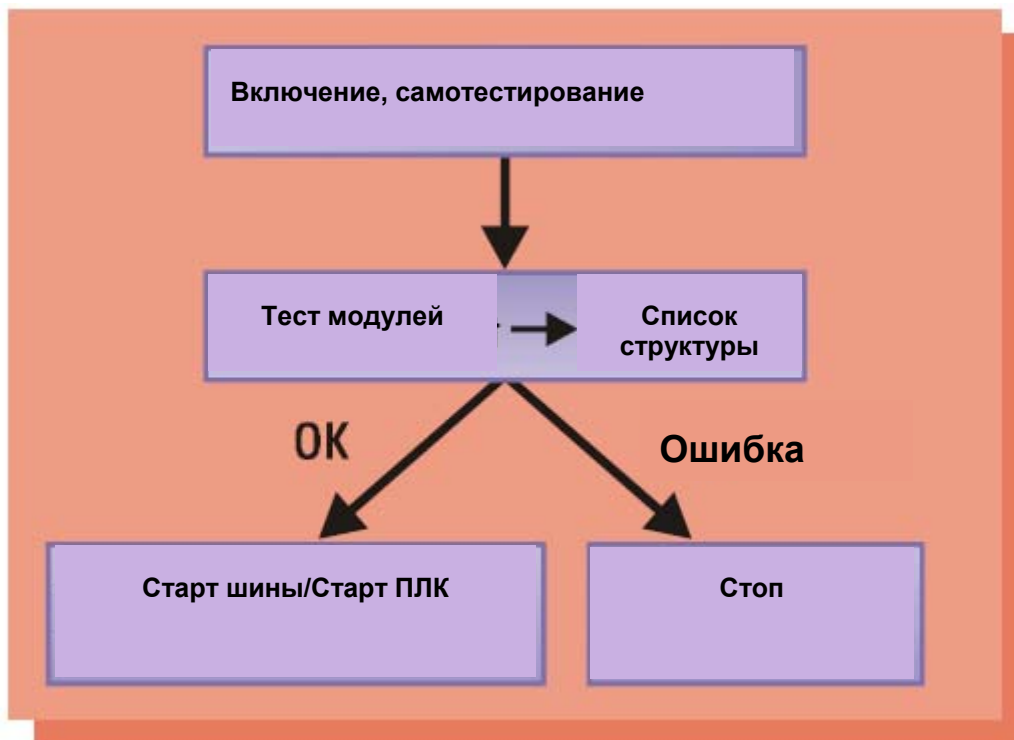 Включение, самотестирование
Тест модулей
Список
структуры
OK
Ошибка
Старт шины/Старт ПЛК
Стоп